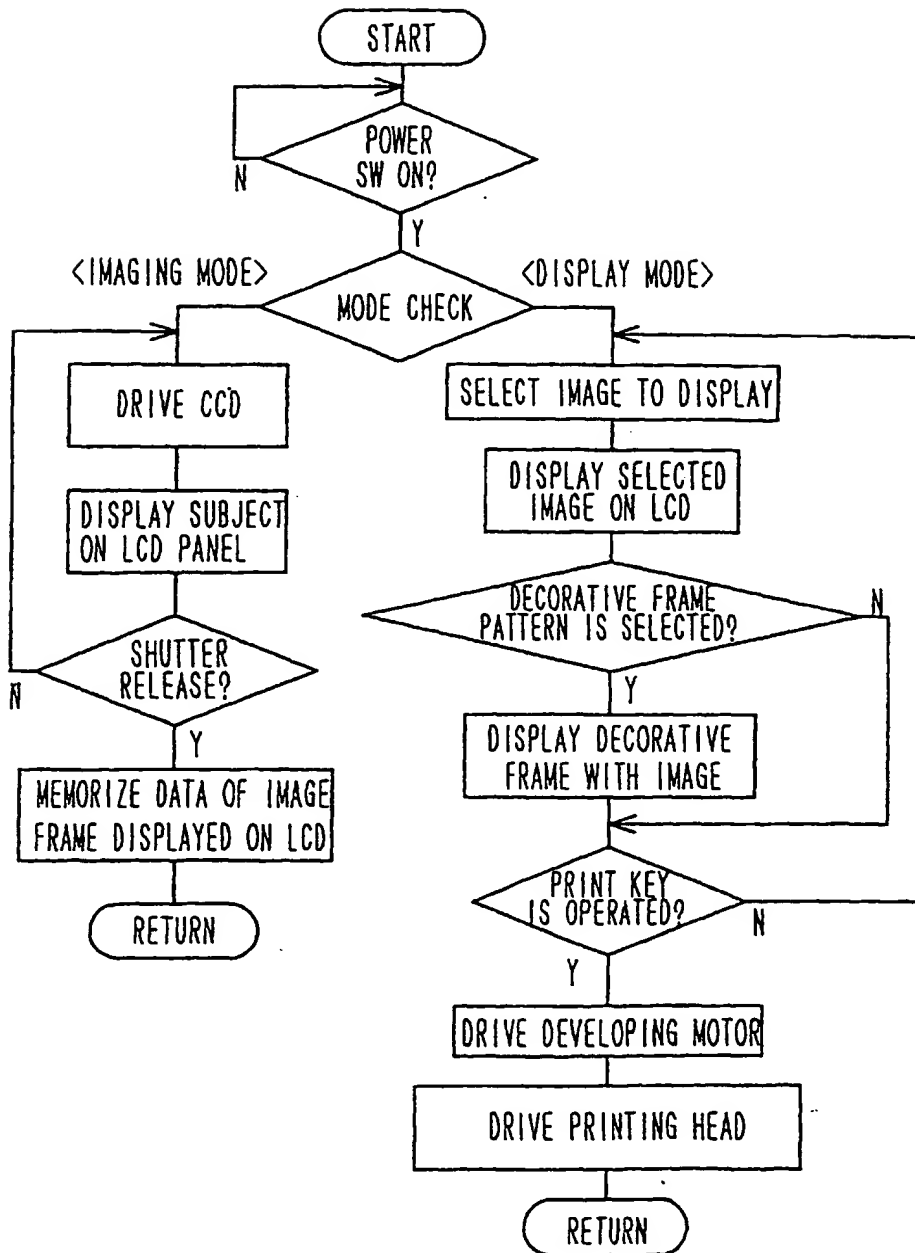 START
POWER
SW ON?
N
Y
<IMAGING MODE>
<DISPLAY MODE>
MODE CHECK
DRIVE CCD
DISPLAY SUBJECT
ON LCD PANEL
SHUTTER
RELEASE?
N
Y
MEMORIZE DATA OF IMAGE
FRAME DISPLAYED ON LCD
RETURN
SELECT IMAGE TO DISPLAY
DISPLAY SELECTED
IMAGE ON LCD
DECORATIVE FRAME
PATTERN IS SELECTED?
N
Y
DISPLAY DECORATIVE
FRAME WITH IMAGE
PRINT KEY
IS OPERATED?
N
Y
DRIVE DEVELOPING MOTOR
DRIVE PRINTING HEAD
RETURN